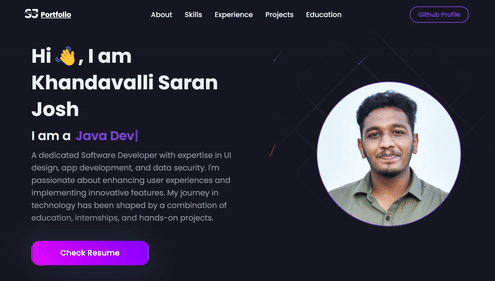 SJ Portfolio About Skills Experience Projects Education Github Profile
Hi 👋, I am
Khandavalli Saran
Josh
I am a Java Dev|
A dedicated Software Developer with expertise in UI
design, app development, and data security. I'm
passionate about enhancing user experiences and
implementing innovative features. My journey in
technology has been shaped by a combination of
education, internships, and hands-on projects.
Check Resume